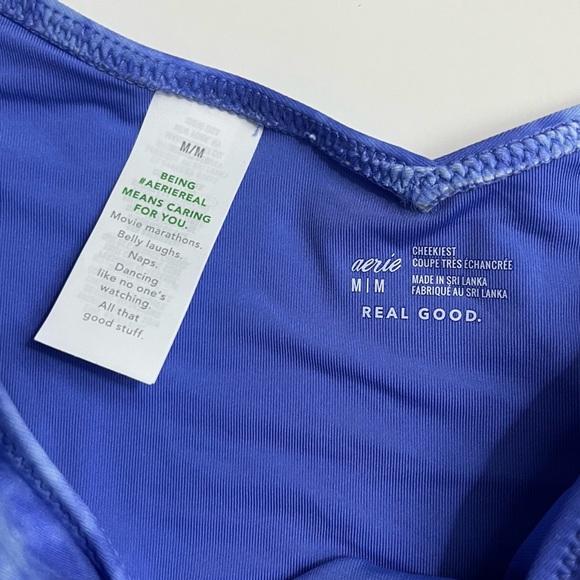 M/M
BEING
#AERIEREAL
MEANS CARING
FOR YOU.
Movie marathons.
Belly laughs.
Naps.
Dancing
like no one's
watching.
All that
good stuff.
aerie
M|M
CHEEKIEST
COUPE TRÈS ÉCHANCRÉE
MADE IN SRI LANKA
FABRIQUÉ AU SRI LANKA
REAL GOOD.